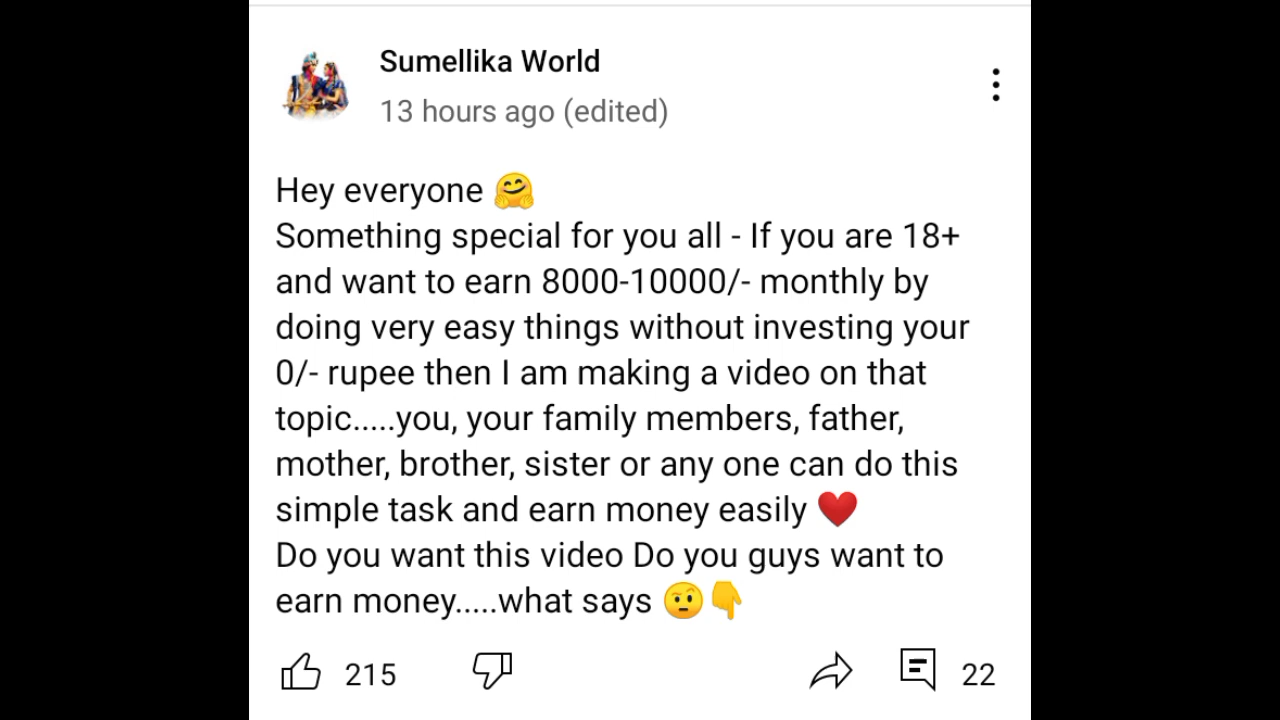 Sumellika World
13 hours ago (edited)
Hey everyone 🤗
Something special for you all - If you are 18+
and want to earn 8000-10000/- monthly by
doing very easy things without investing your
0/- rupee then I am making a video on that
topic.....you, your family members, father,
mother, brother, sister or any one can do this
simple task and earn money easily ❤️
Do you want this video Do you guys want to
earn money.....what says 🤨👇
215
22